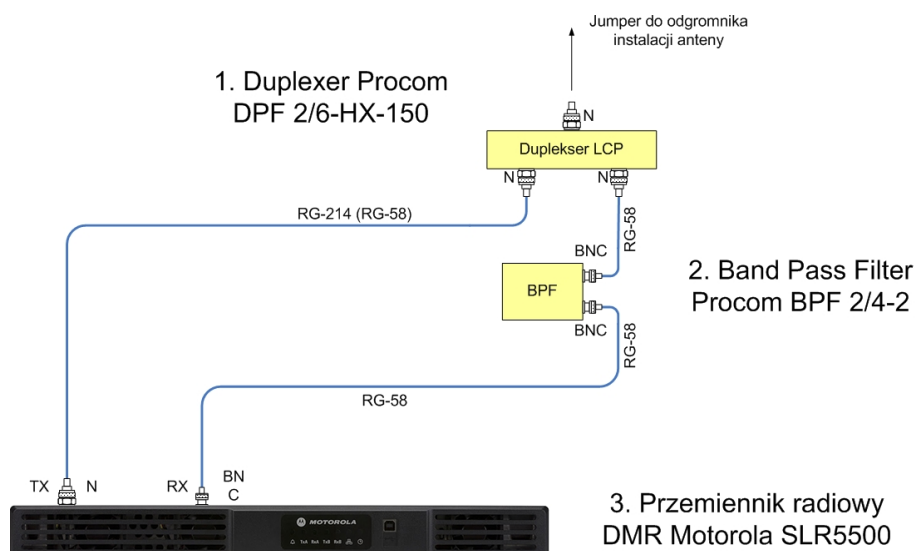 Jumper do odgromnika
instalacji anteny
1. Duplexer Procom
DPF 2/6-HX-150
N
Duplekser LCP
N
N
RG-214 (RG-58)
RG-58
BNC
BPF
BNC
2. Band Pass Filter
Procom BPF 2/4-2
RG-58
RG-58
TX
N
RX
BN
C
MOTOROLA
3. Przemiennik radiowy
DMR Motorola SLR5500